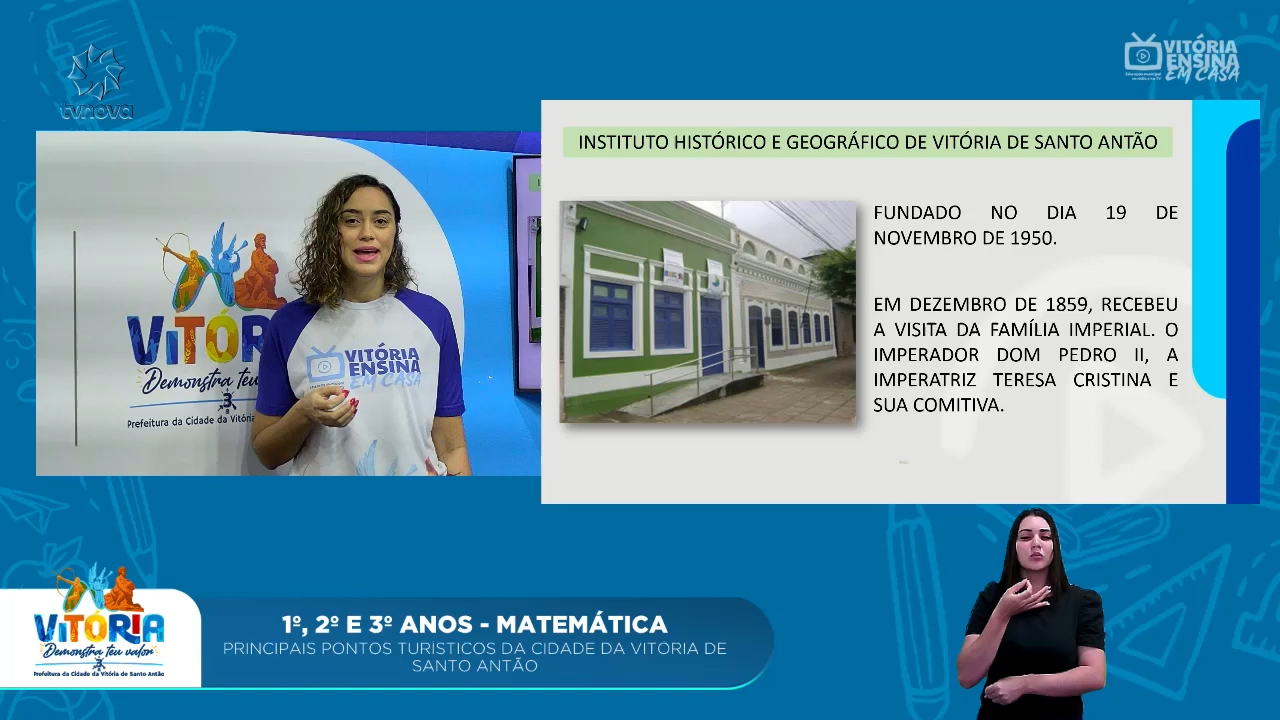 tvnova
VITÓRIA
ENSINA
EM CASA
INSTITUTO HISTÓRICO E GEOGRÁFICO DE VITÓRIA DE SANTO ANTÃO
FUNDADO NO DIA 19 DE
NOVEMBRO DE 1950.
EM DEZEMBRO DE 1859, RECEBEU
A VISITA DA FAMÍLIA IMPERIAL. O
IMPERADOR DOM PEDRO II, A
IMPERATRIZ TERESA CRISTINA E
SUA COMITIVA.
VITÓR
Demonstra teu
Prefeitura da Cidade da Vitória
VITÓRIA
ENSINA
EM CASA
1º, 2º E 3º ANOS - MATEMÁTICA
PRINCIPAIS PONTOS TURÍSTICOS DA CIDADE DA VITÓRIA DE
SANTO ANTÃO
VITÓRIA
Demonstra teu valor
Prefeitura da Cidade da Vitória de Santo Antão